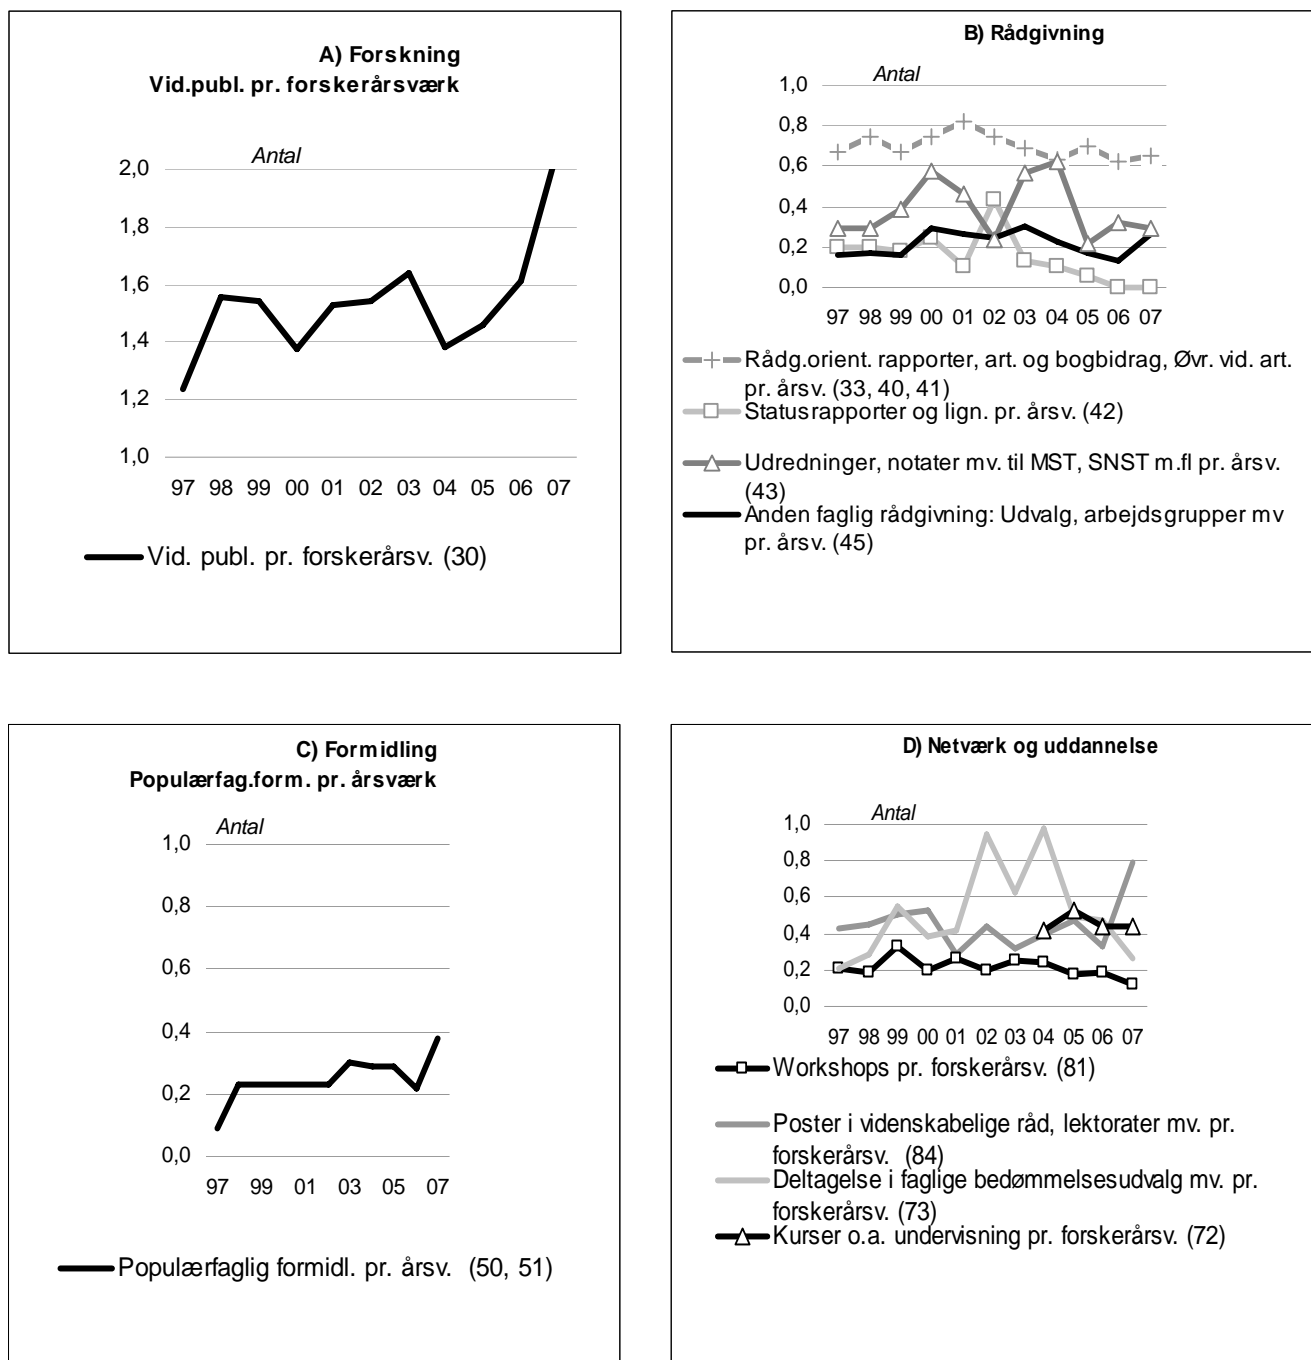 A) Forskning
Vid.publ. pr. forskerårsværk
Antal
2,0
1,8
1,6
1,4
1,2
1,0
97 98 99 00 01 02 03 04 05 06 07
Vid. publ. pr. forskerårsv. (30)
B) Rådgivning
Antal
1,0
0,8
0,6
0,4
0,2
0,0
97 98 99 00 01 02 03 04 05 06 07
Rådg.orient. rapporter, art. og bogbidrag, Øvr. vid. art.
pr. årsv. (33, 40, 41)
Statusrapporter og lign. pr. årsv. (42)
Udredninger, notater mv. til MST, SNST m.fl pr. årsv.
(43)
Anden faglig rådgivning: Udvalg, arbejdsgrupper mv
pr. årsv. (45)
C) Formidling
Populærfag.form. pr. årsværk
Antal
1,0
0,8
0,6
0,4
0,2
0,0
97 99 01 03 05 07
Populærfaglig formidl. pr. årsv. (50, 51)
D) Netværk og uddannelse
Antal
1,0
0,8
0,6
0,4
0,2
0,0
97 98 99 00 01 02 03 04 05 06 07
Workshops pr. forskerårsv. (81)
Poster i videnskabelige råd, lektorater mv. pr.
forskerårsv. (84)
Deltagelse i faglige bedømmelsesudvalg mv. pr.
forskerårsv. (73)
Kurser o.a. undervisning pr. forskerårsv. (72)